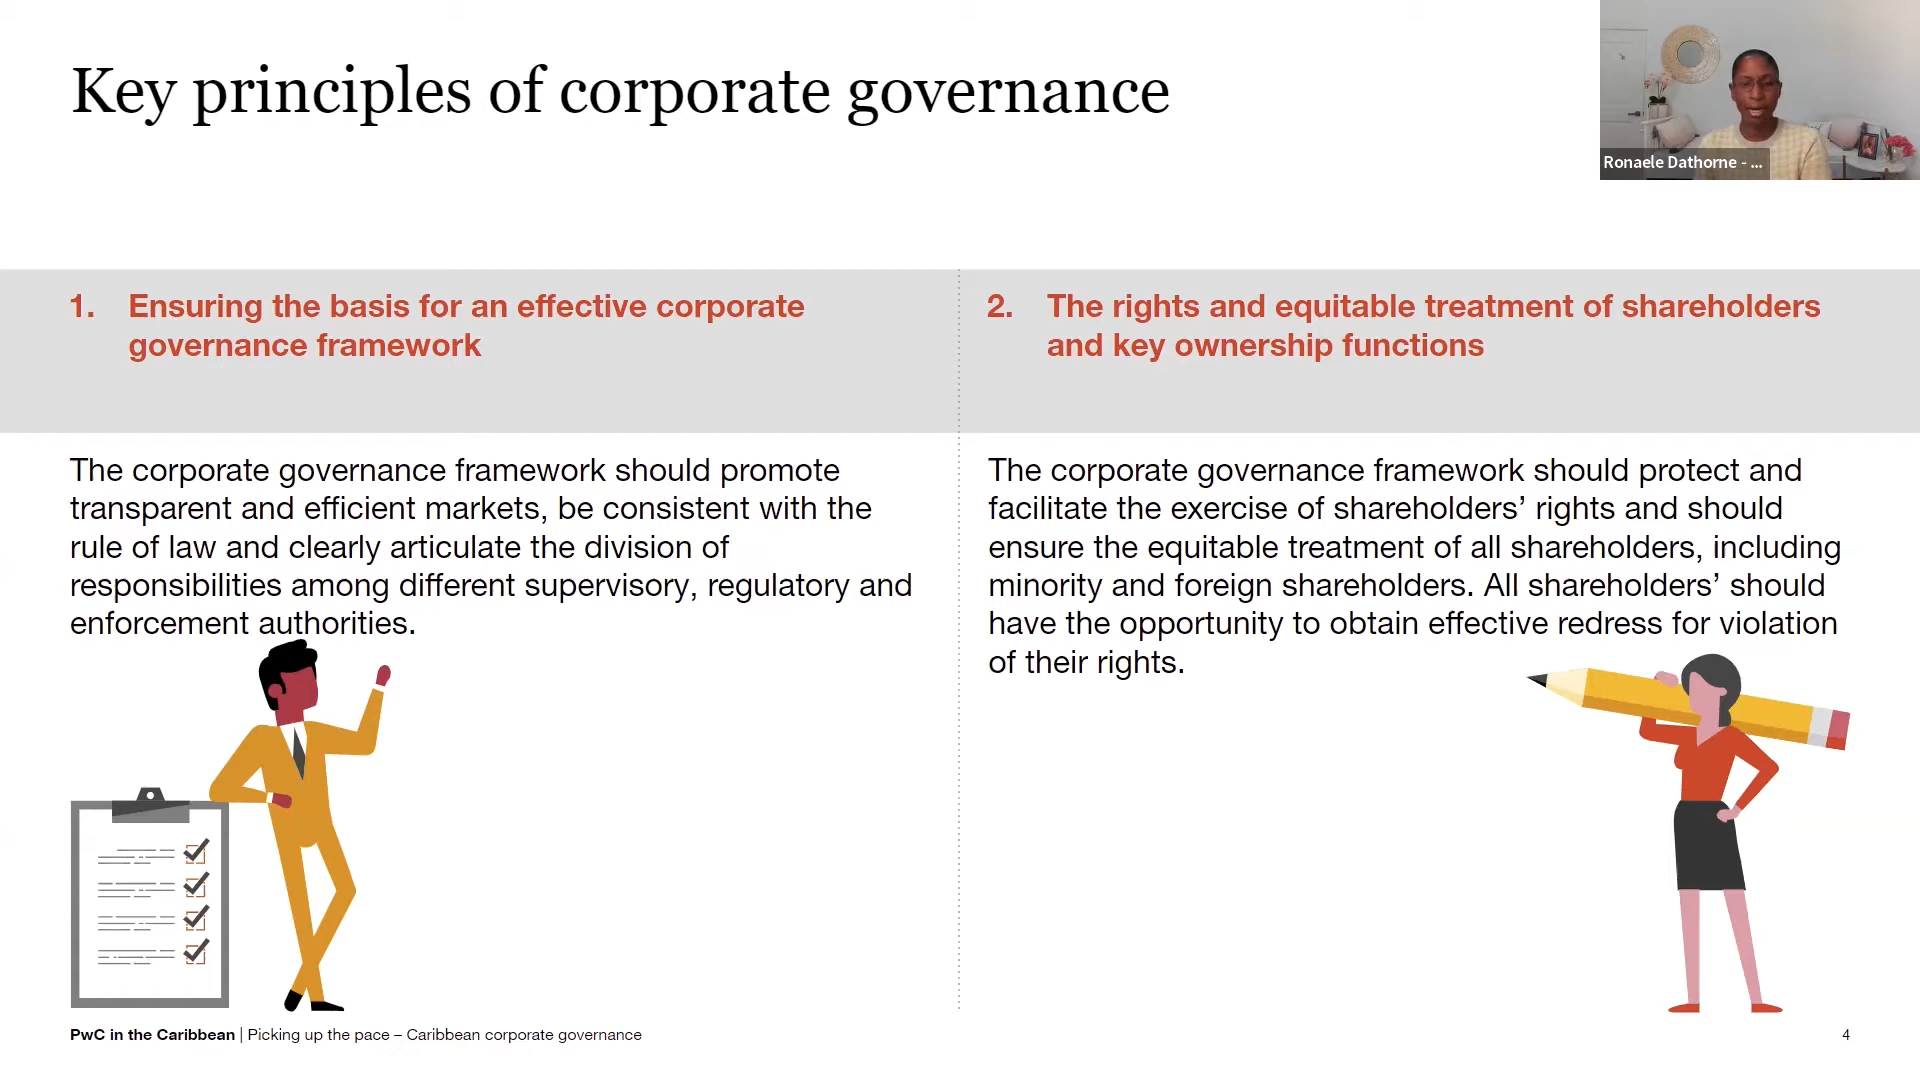 Key principles of corporate governance
Ronaele Dathorne - ...
1. Ensuring the basis for an effective corporate
governance framework
The corporate governance framework should promote
transparent and efficient markets, be consistent with the
rule of law and clearly articulate the division of
responsibilities among different supervisory, regulatory and
enforcement authorities.
2. The rights and equitable treatment of shareholders
and key ownership functions
The corporate governance framework should protect and
facilitate the exercise of shareholders’ rights and should
ensure the equitable treatment of all shareholders, including
minority and foreign shareholders. All shareholders’ should
have the opportunity to obtain effective redress for violation
of their rights.
PwC in the Caribbean | Picking up the pace – Caribbean corporate governance
4